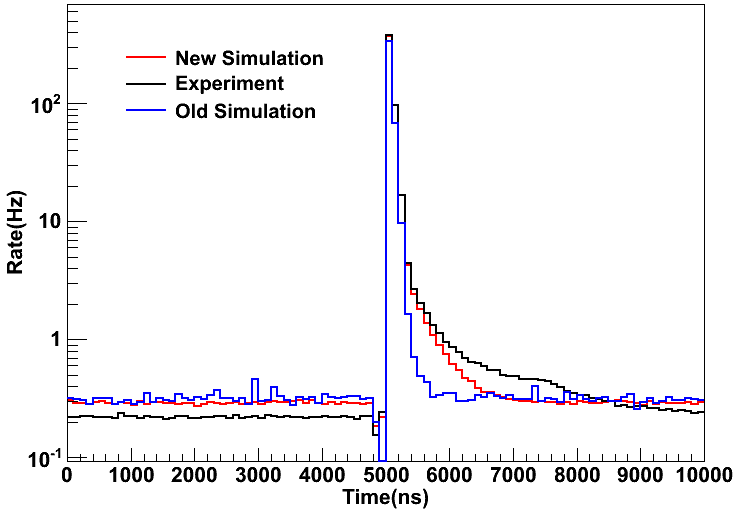 New Simulation
Experiment
Old Simulation
Rate(Hz)
10²
10
1
10⁻¹
0 1000 2000 3000 4000 5000 6000 7000 8000 9000 10000
Time(ns)